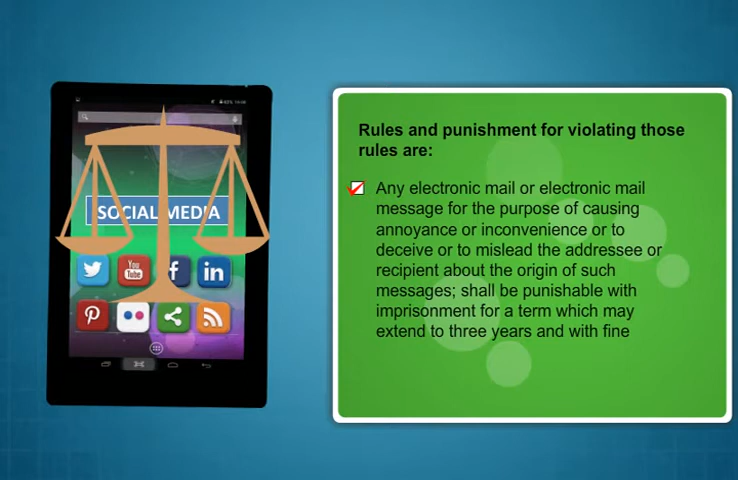 SOCIAL MEDIA
You
Tube
f
in
Rules and punishment for violating those
rules are:
Any electronic mail or electronic mail
message for the purpose of causing
annoyance or inconvenience or to
deceive or to mislead the addressee or
recipient about the origin of such
messages; shall be punishable with
imprisonment for a term which may
extend to three years and with fine